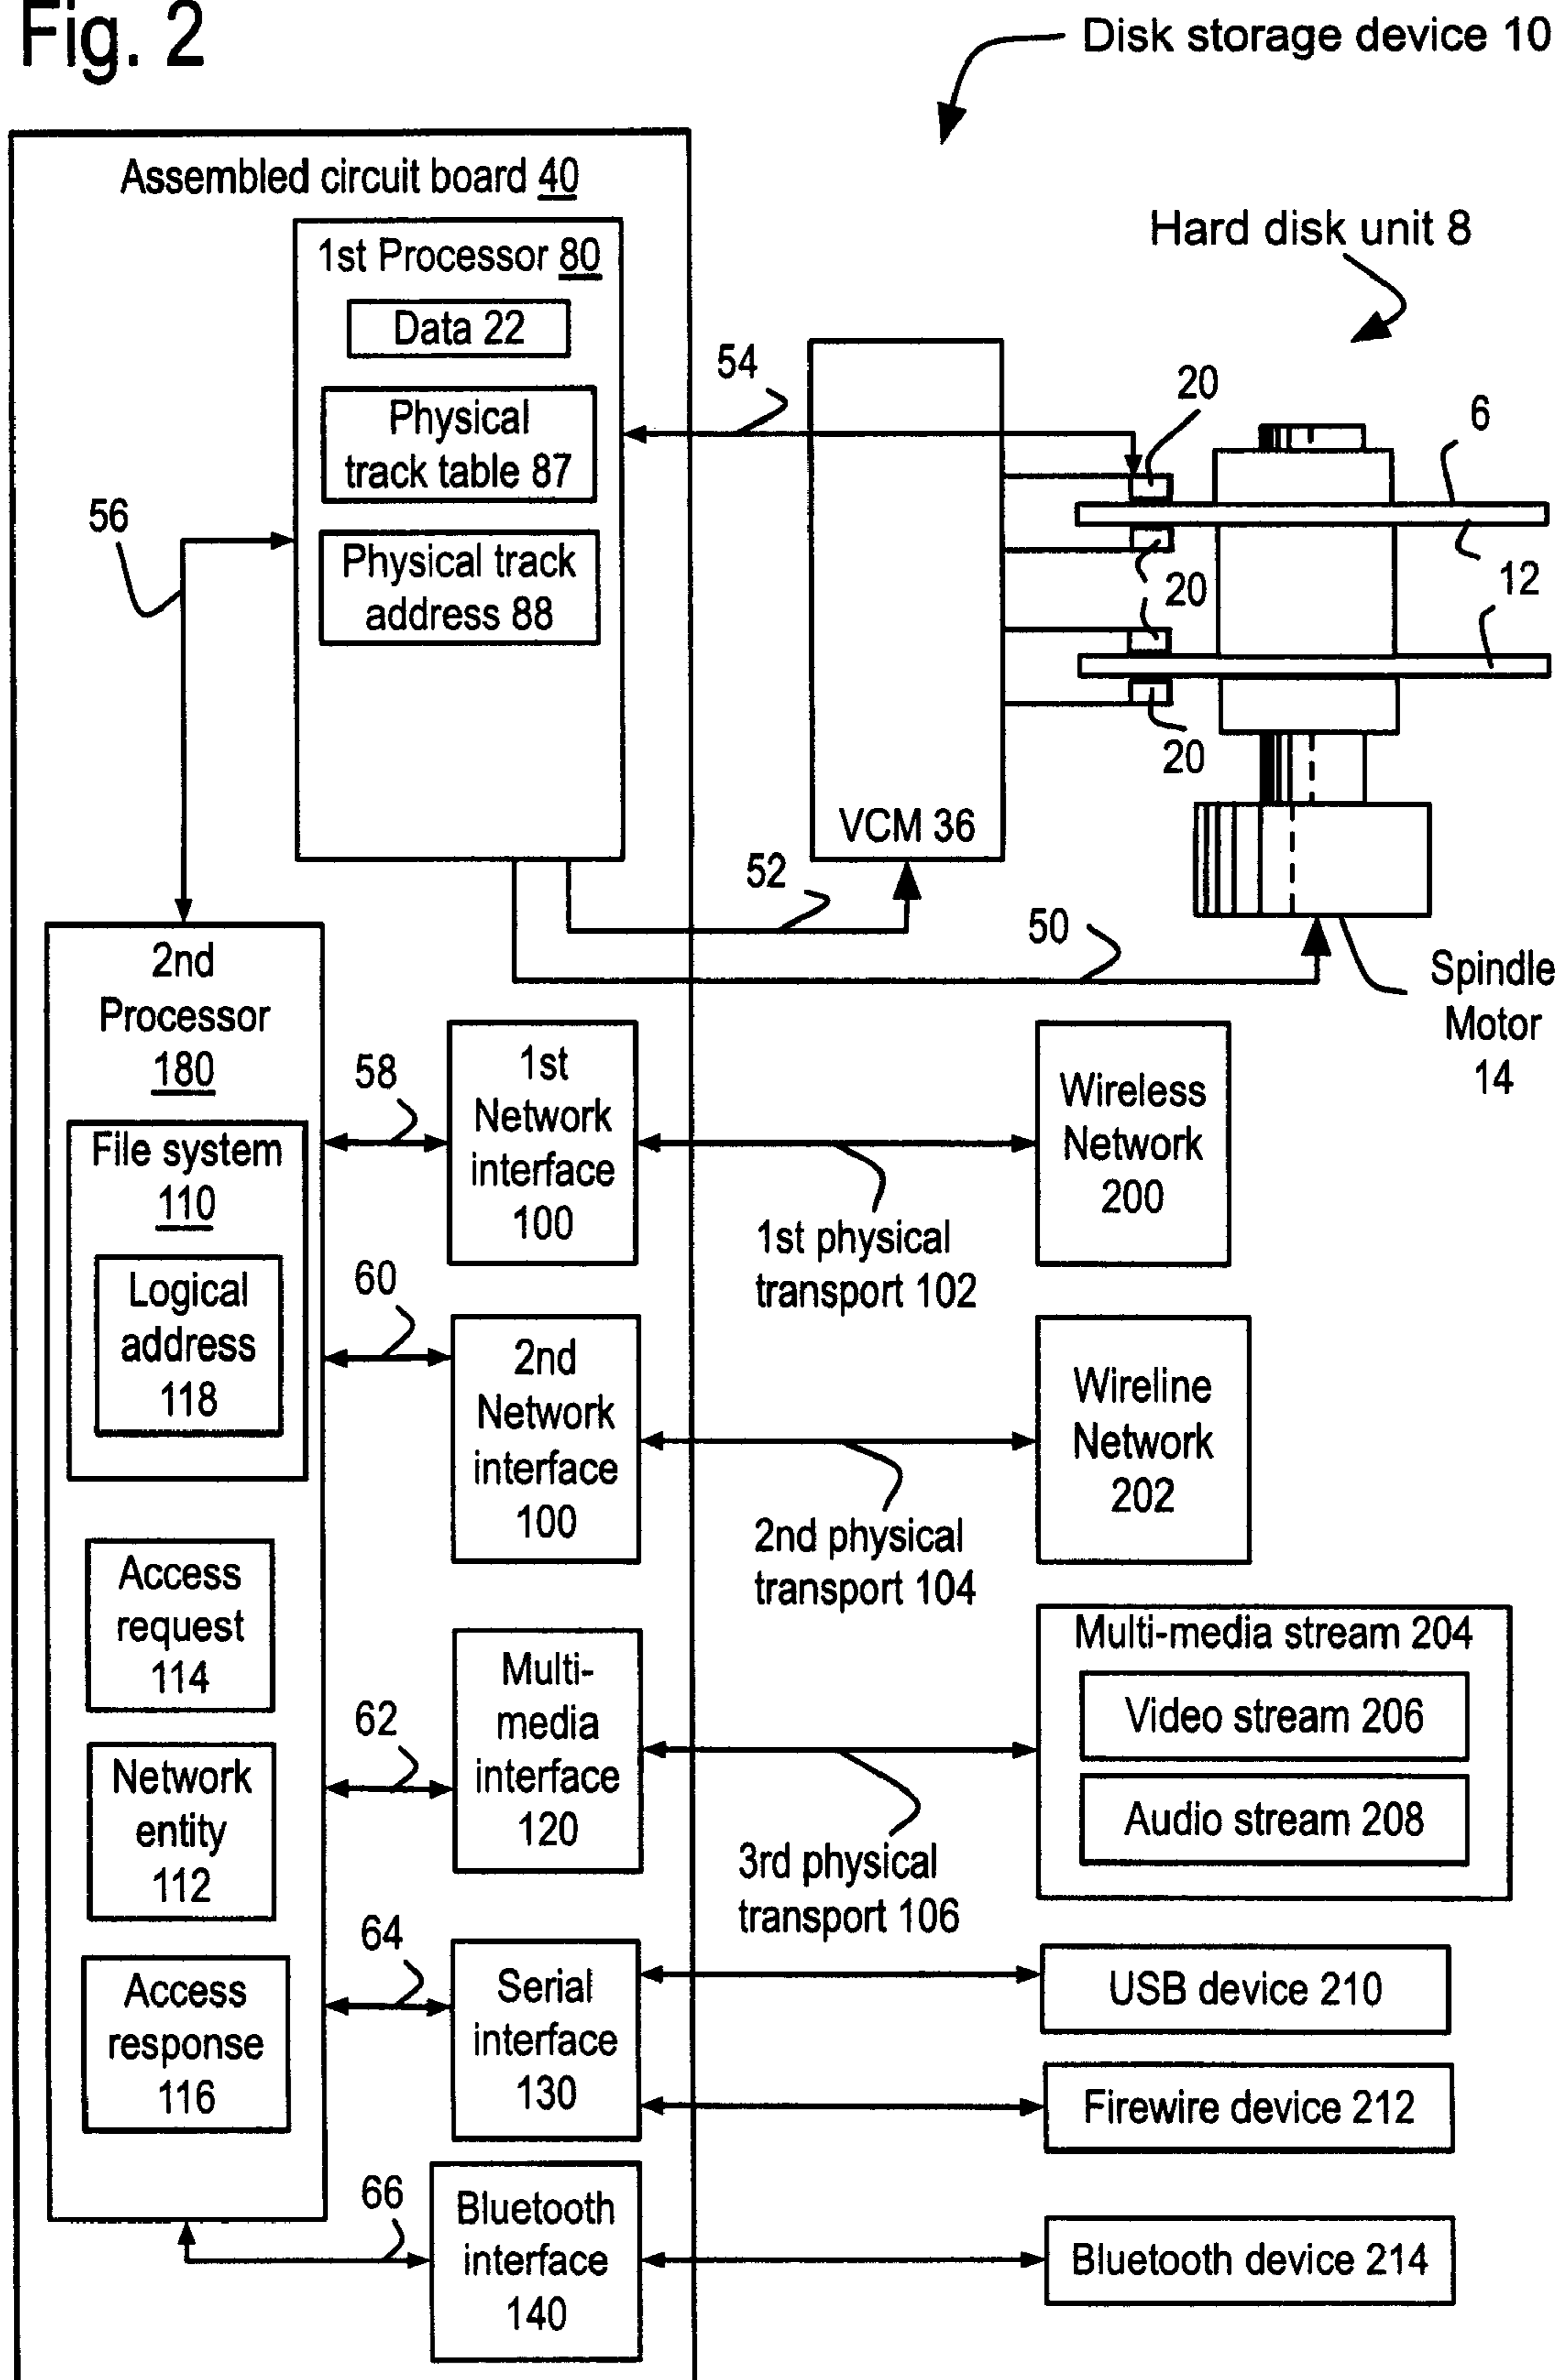 Fig. 2
Disk storage device 10
Assembled circuit board 40
Hard disk unit 8
1st Processor 80
Data 22
Physical
track table 87
Physical track
address 88
54
20
6
56
20
12
20
VCM 36
52
50
Spindle
Motor
14
2nd
Processor
180
File system
110
Logical
address
118
Access
request
114
Network
entity
112
Access
response
116
58
1st
Network
interface
100
1st physical
transport 102
Wireless
Network
200
60
2nd
Network
interface
100
2nd physical
transport 104
Wireline
Network
202
62
Multi-
media
interface
120
3rd physical
transport 106
Multi-media stream 204
Video stream 206
Audio stream 208
64
Serial
interface
130
USB device 210
Firewire device 212
66
Bluetooth
interface
140
Bluetooth device 214